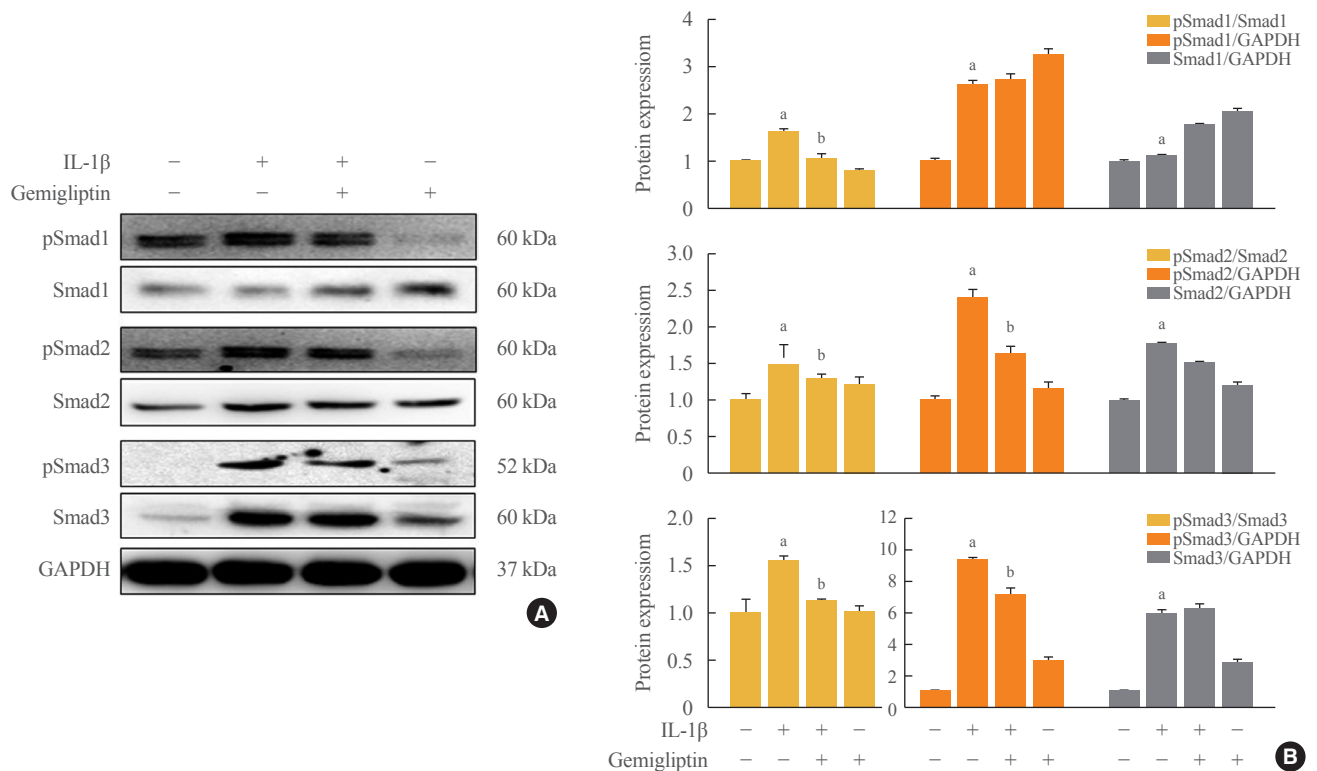 IL-1β − + + −
Gemigliptin − − + +
pSmad1 60 kDa
Smad1 60 kDa
pSmad2 60 kDa
Smad2 60 kDa
pSmad3 52 kDa
Smad3 60 kDa
GAPDH 37 kDa
A
Protein expressiom
4
3
2
1
0
a
b
a
a
pSmad1/Smad1
pSmad1/GAPDH
Smad1/GAPDH
Protein expressiom
3.0
2.5
2.0
1.5
1.0
0.5
0
a
b
a
b
a
pSmad2/Smad2
pSmad2/GAPDH
Smad2/GAPDH
Protein expressiom
2.0
1.5
1.0
0.5
0
a
b
12
10
8
6
4
2
0
a
b
a
pSmad3/Smad3
pSmad3/GAPDH
Smad3/GAPDH
IL-1β − + + − − + + − − + + −
Gemigliptin − − + + − − + + − − + +
B